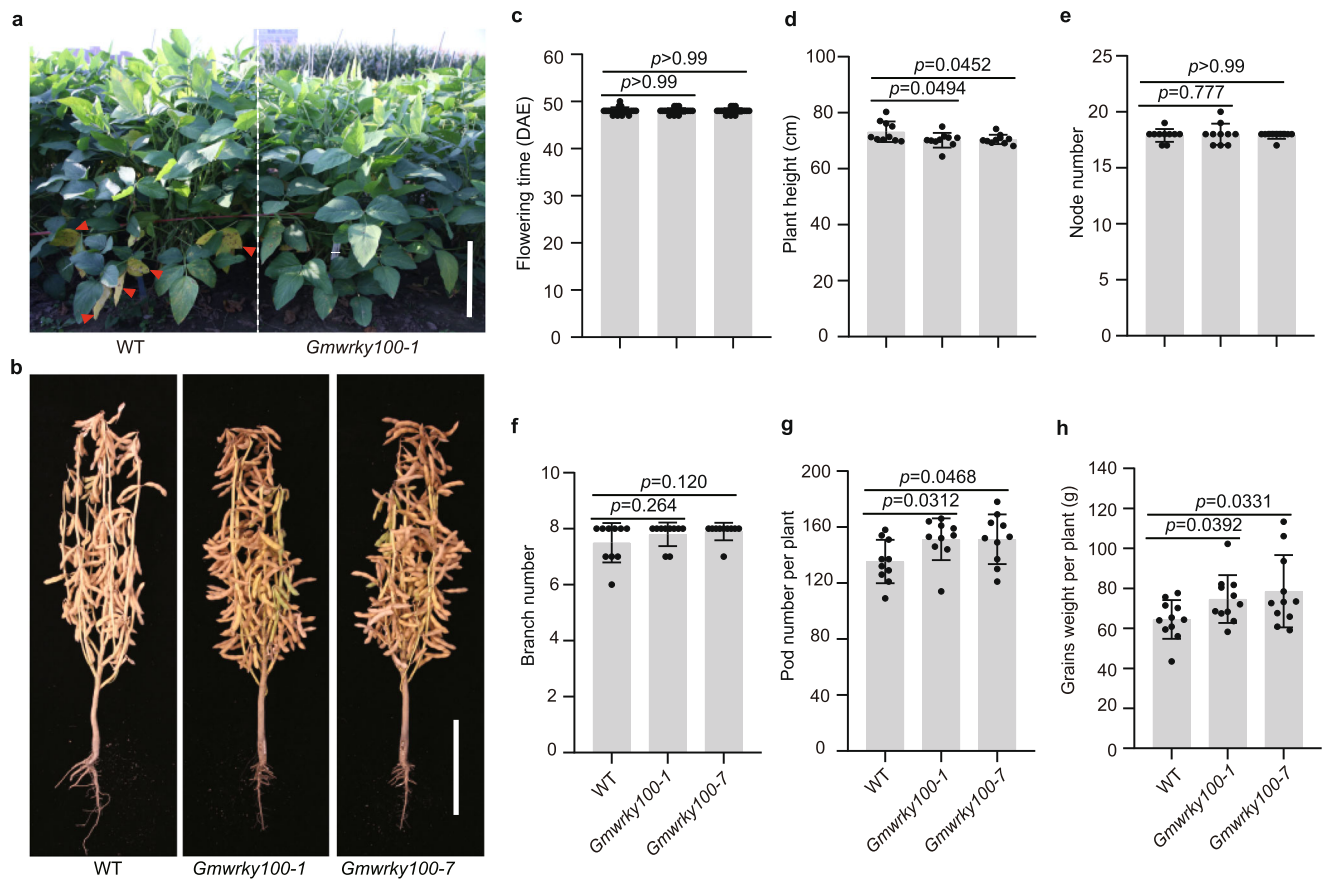 a
WT
Gmwrky100-1
b
WT
Gmwrky100-1
Gmwrky100-7
c
Flowering time (DAE)
60
50
40
30
20
10
0
p>0.99
p>0.99
d
Plant height (cm)
100
80
60
40
20
0
p=0.0452
p=0.0494
e
Node number
25
20
15
10
5
0
p>0.99
p=0.777
f
Branch number
10
8
6
4
2
0
p=0.120
p=0.264
WT
Gmwrky100-1
Gmwrky100-7
g
Pod number per plant
200
160
120
80
40
0
p=0.0468
p=0.0312
WT
Gmwrky100-1
Gmwrky100-7
h
Grains weight per plant (g)
140
120
100
80
60
40
20
0
p=0.0331
p=0.0392
WT
Gmwrky100-1
Gmwrky100-7